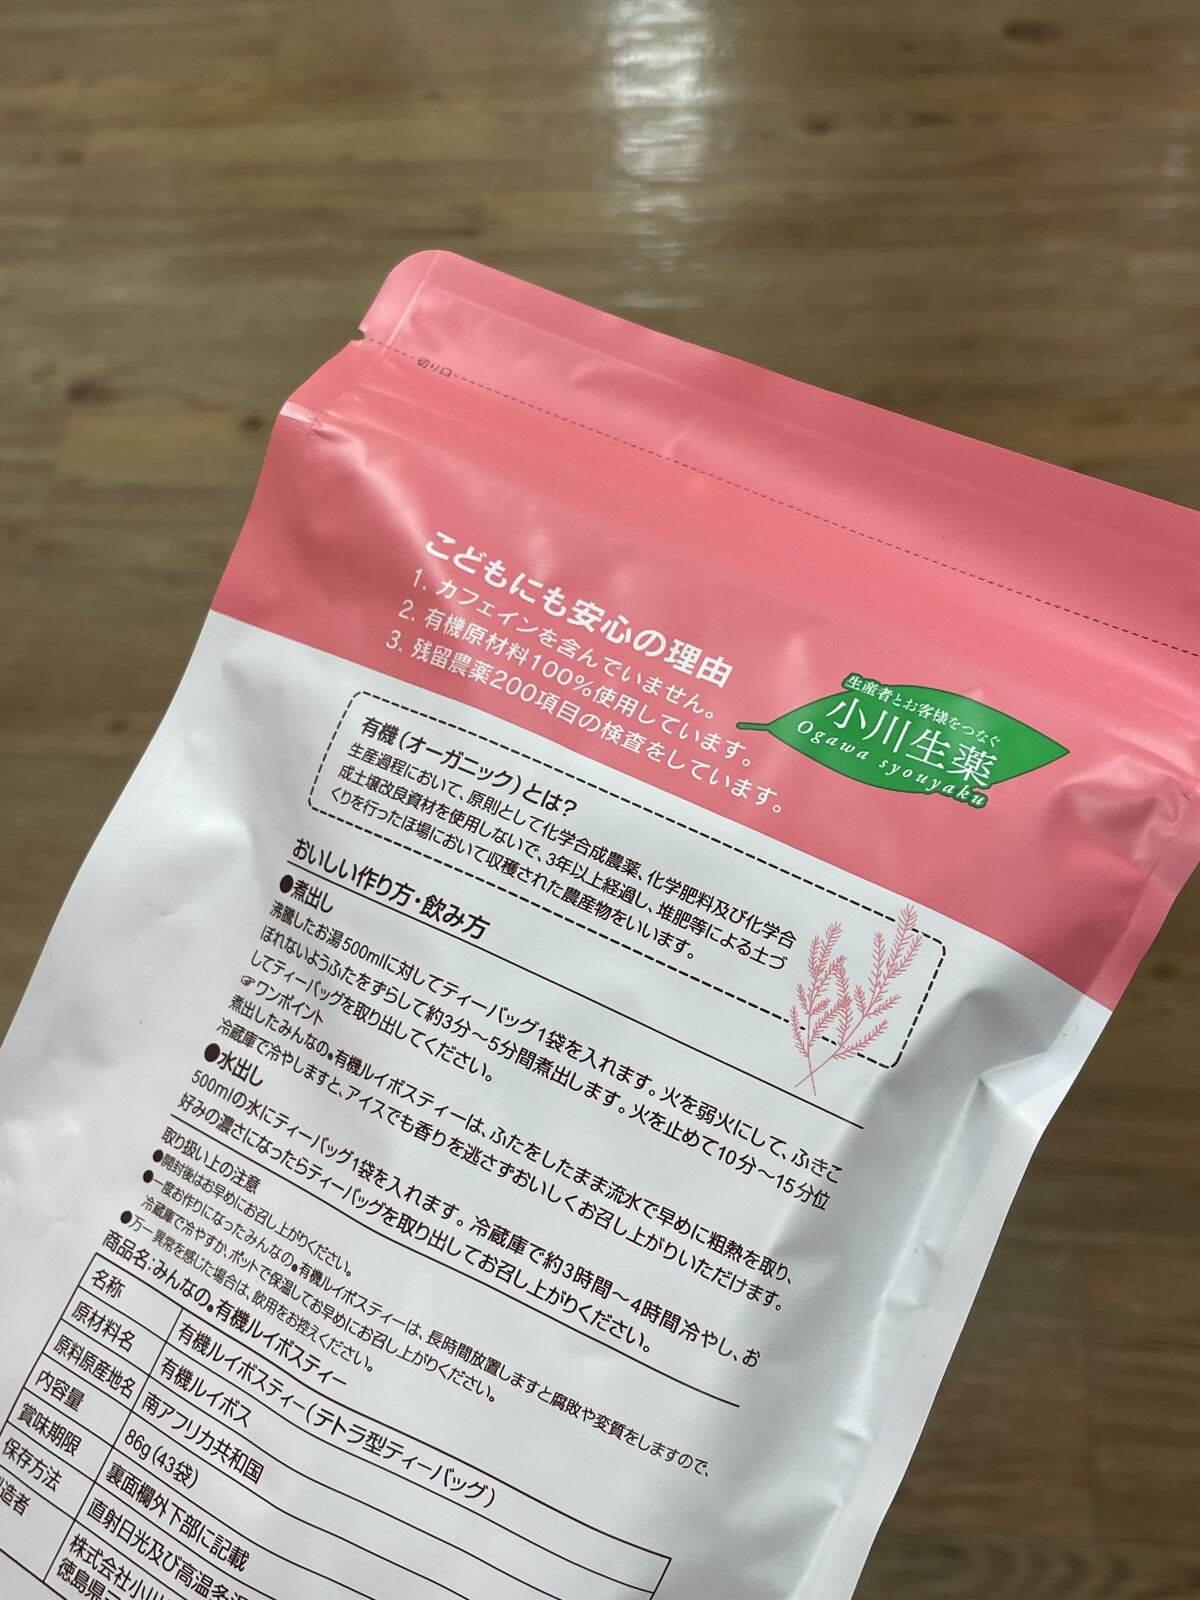 切り口
こどもにも安心の理由
1. カフェインを含んでいません。
2. 有機原材料100%使用しています。
3. 残留農薬200項目の検査をしています。
生産者とお客様をつなぐ
小川生薬
Ogawa syouyaku
有機(オーガニック)とは?
生産過程において、原則として化学合成農薬、化学肥料及び化学合
成土壌改良資材を使用しないで、3年以上経過し、堆肥等による土づ
くりを行ったほ場において収穫された農産物をいいます。
おいしい作り方・飲み方
●煮出し
沸騰したお湯500mlに対してティーバッグ1袋を入れます。火を弱火にして、ふきこ
ぼれないようふたをずらして約3分～5分間煮出します。火を止めて10分～15分位
してティーバッグを取り出してください。
☞ワンポイント
煮出したみんなの●有機ルイボスティーは、ふたをしたまま流水で早めに粗熱を取り、
冷蔵庫で冷やしますと、アイスでも香りを逃さずおいしくお召し上がりいただけます。
●水出し
500mlの水にティーバッグ1袋を入れます。冷蔵庫で約3時間～4時間冷やし、お
好みの濃さになったらティーバッグを取り出してお召し上がりください。
取り扱い上の注意
●開封後はお早めにお召し上がりください。
●一度お作りになったみんなの●有機ルイボスティーは、長時間放置しますと腐敗や変質をしますので、
冷蔵庫で冷やすか、ポットで保温してお早めにお召し上がりください。
●万一異常を感じた場合は、飲用をお控えください。
商品名:みんなの●有機ルイボスティー
名称 有機ルイボスティー(テトラ型ティーバッグ)
原材料名 有機ルイボス
原料原産地名 南アフリカ共和国
内容量 86g(43袋)
賞味期限 裏面欄外下部に記載
保存方法 直射日光及び高温多湿
造者 株式会社小川
徳島県